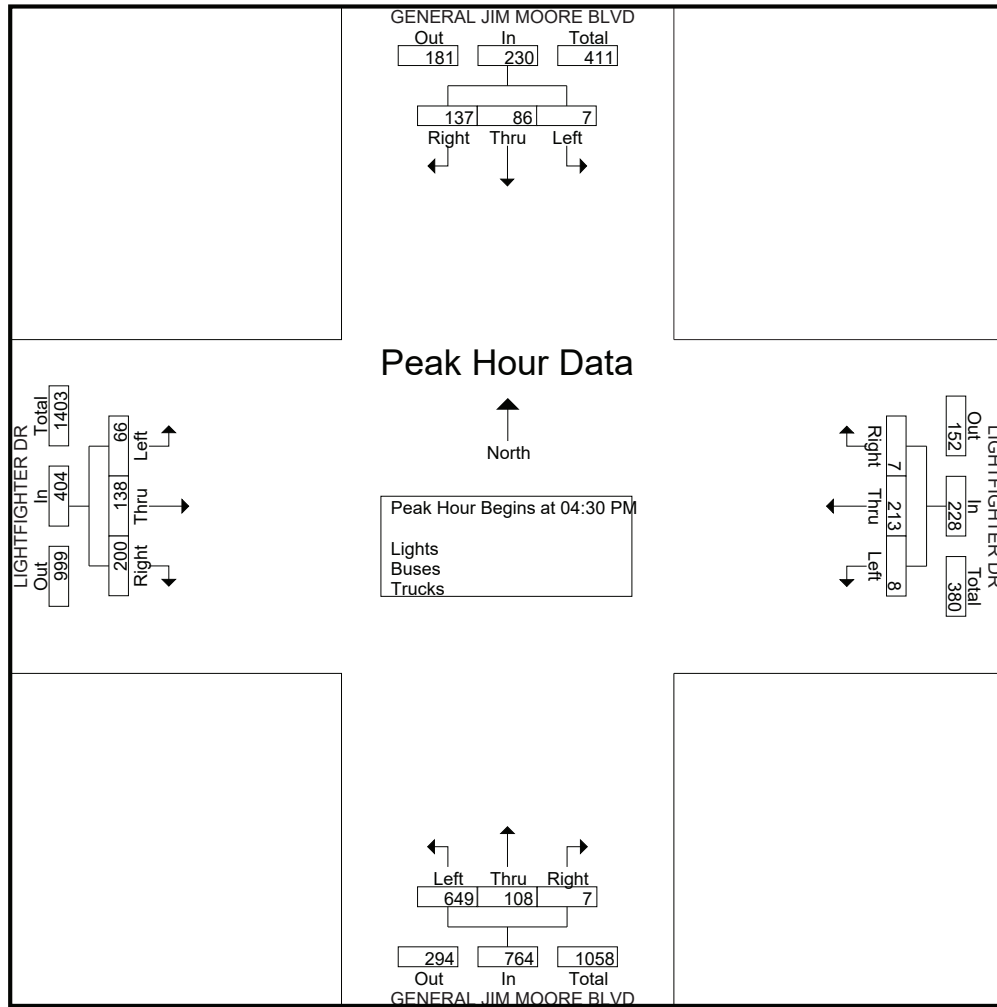 GENERAL JIM MOORE BLVD
Out In Total
181 230 411
137 86 7
Right Thru Left
Peak Hour Data
North
Peak Hour Begins at 04:30 PM
Lights
Buses
Trucks
LIGHTFIGHTER DR
Total In Out
1403 404 999
66 138 200
Left Thru Right
LIGHTFIGHTER DR
Out In Total
152 228 380
7 213 8
Right Thru Left
Left Thru Right
649 108 7
294 764 1058
Out In Total
GENERAL JIM MOORE BLVD